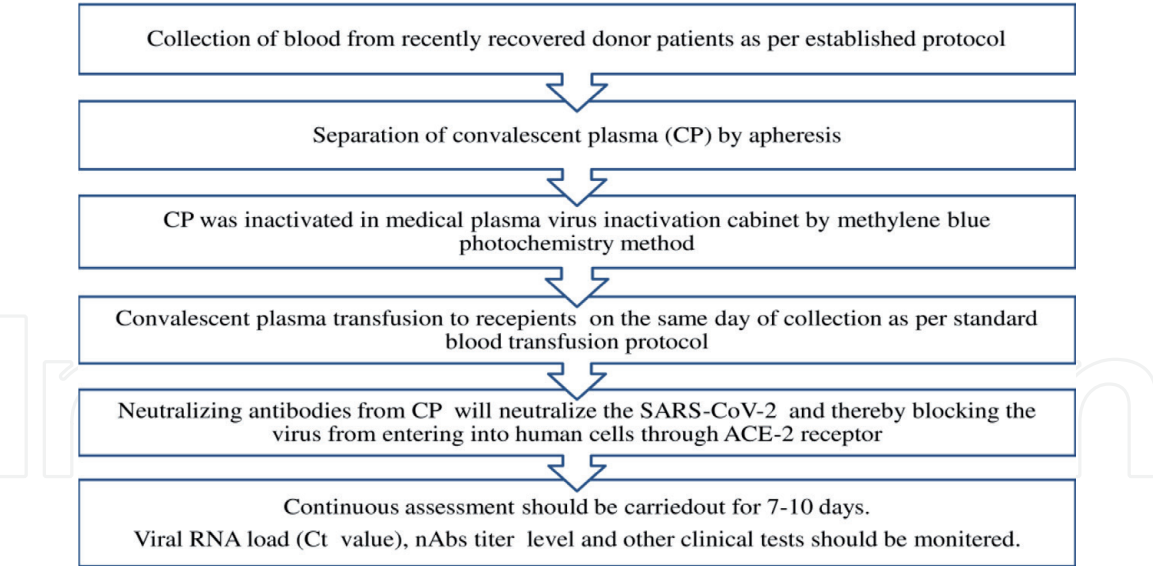 Collection of blood from recently recovered donor patients as per established protocol
Separation of convalescent plasma (CP) by apheresis
CP was inactivated in medical plasma virus inactivation cabinet by methylene blue
photochemistry method
Convalescent plasma transfusion to recepients on the same day of collection as per standard
blood transfusion protocol
Neutralizing antibodies from CP will neutralize the SARS-CoV-2 and thereby blocking the
virus from entering into human cells through ACE-2 receptor
Continuous assessment should be carriedout for 7-10 days.
Viral RNA load (Ct value), nAbs titer level and other clinical tests should be monitered.